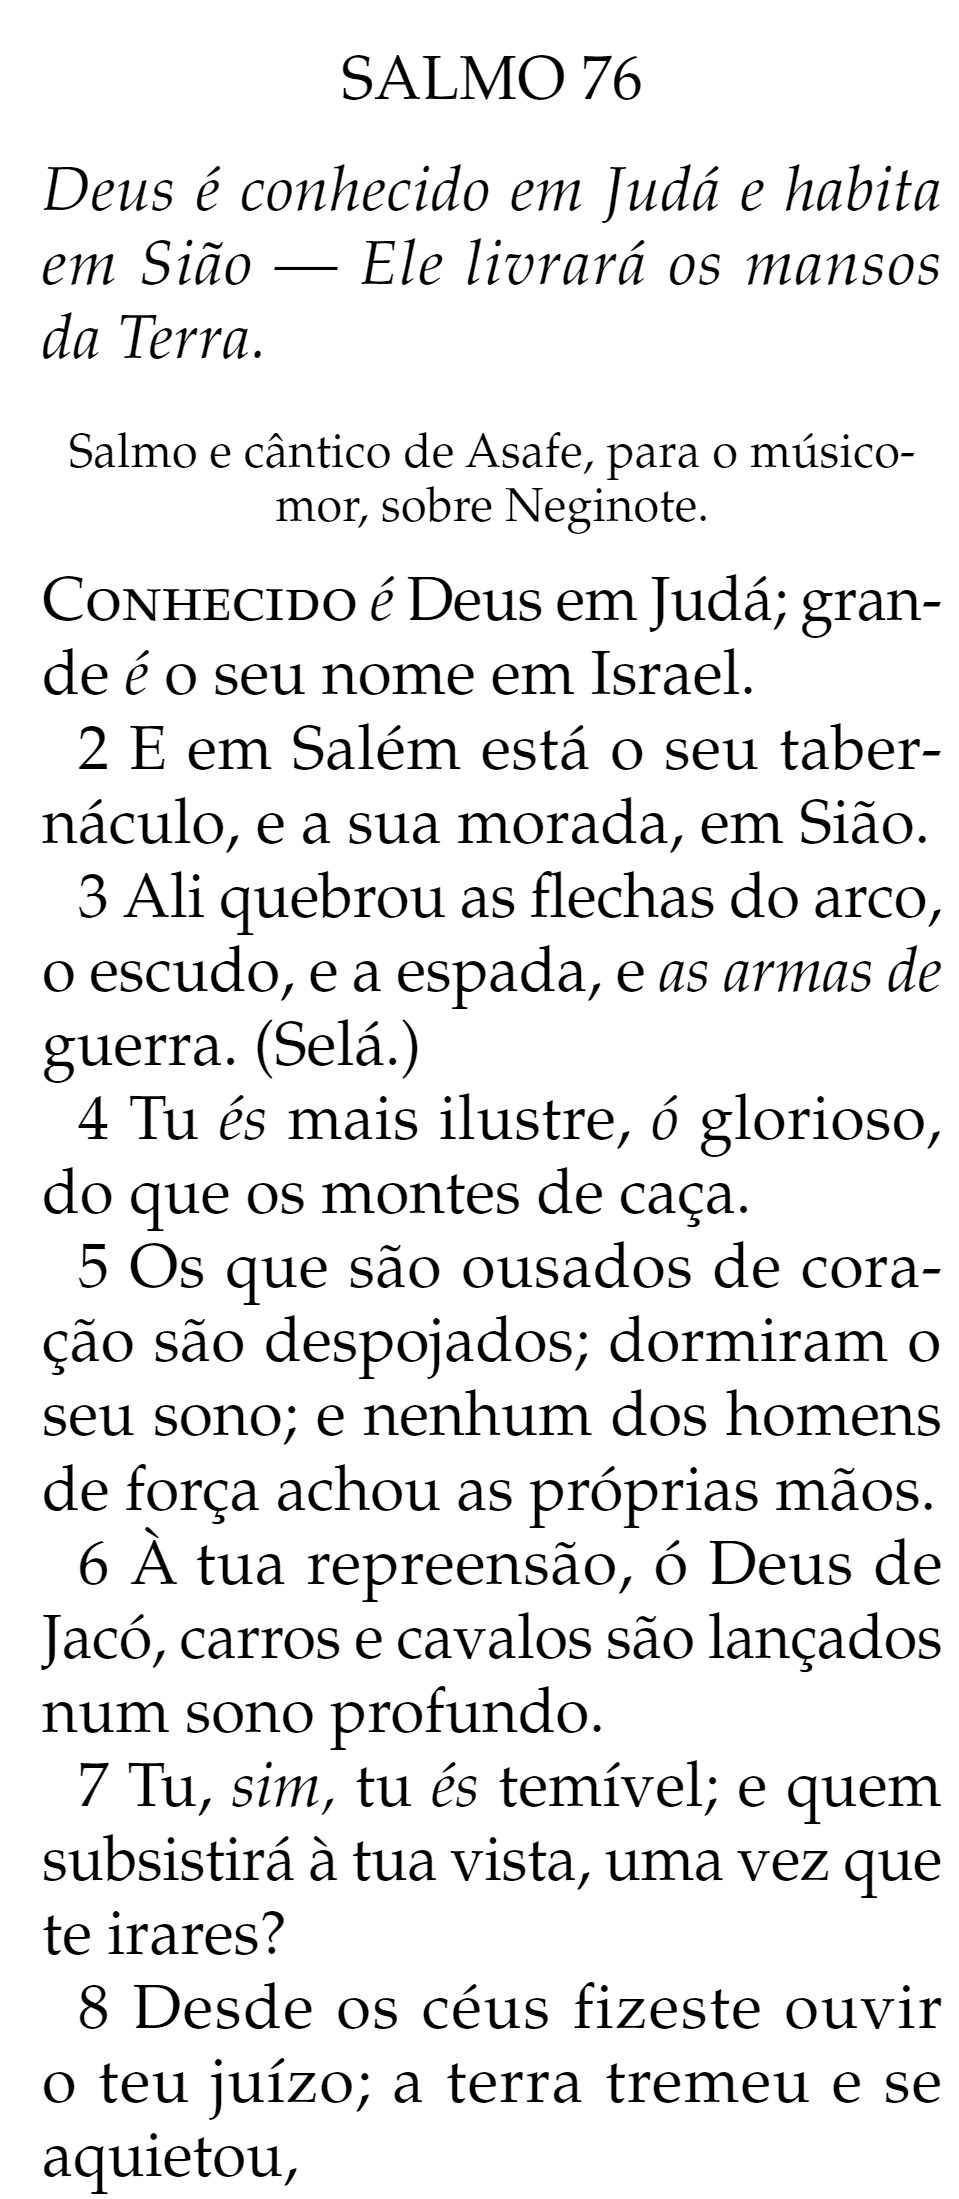 SALMO 76
Deus é conhecido em Judá e habita
em Sião — Ele livrará os mansos
da Terra.
Salmo e cântico de Asafe, para o músico-
mor, sobre Neginote.
CONHECIDO é Deus em Judá; gran-
de é o seu nome em Israel.
2 E em Salém está o seu taber-
náculo, e a sua morada, em Sião.
3 Ali quebrou as flechas do arco,
o escudo, e a espada, e as armas de
guerra. (Selá.)
4 Tu és mais ilustre, ó glorioso,
do que os montes de caça.
5 Os que são ousados de cora-
ção são despojados; dormiram o
seu sono; e nenhum dos homens
de força achou as próprias mãos.
6 À tua repreensão, ó Deus de
Jacó, carros e cavalos são lançados
num sono profundo.
7 Tu, sim, tu és temível; e quem
subsistirá à tua vista, uma vez que
te irares?
8 Desde os céus fizeste ouvir
o teu juízo; a terra tremeu e se
aquietou,